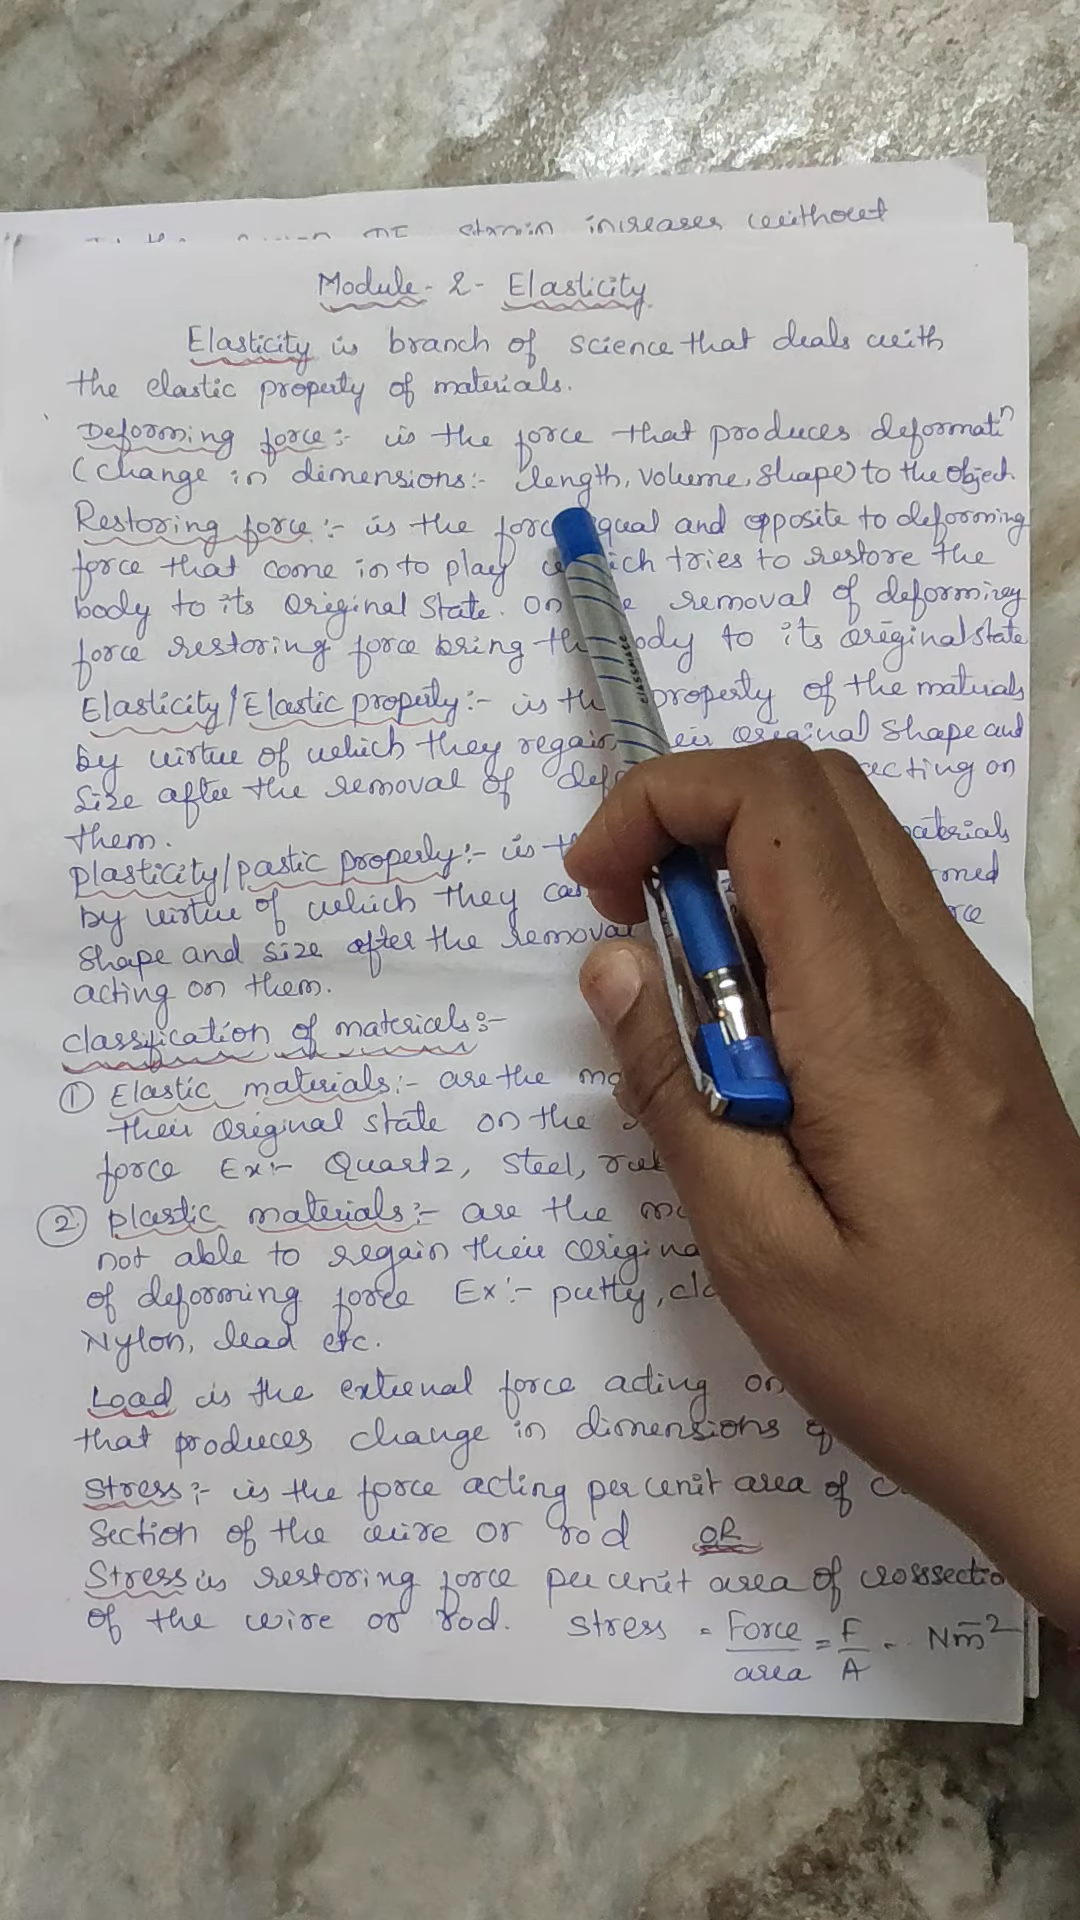 strain increases without
Module - 2 - Elasticity
Elasticity is branch of science that deals with
the elastic property of materials.
Deforming force:- is the force that produces deformatiⁿ
(change in dimensions:- length, volume, shape) to the object
Restoring force:- is the force equal and opposite to deforming
force that come in to play which tries to restore the
body to its original state. On removal of deforming
force restoring force bring the body to its original state
Elasticity/Elastic property:- is the property of the materials
by virtue of which they regain their original shape and
size after the removal of acting on
them.
plasticity/pastic property:- is materials
by virtue of which they
shape and size after the removal
acting on them.
classification of materials:-
① Elastic materials:- are the
their original state on the
force Ex:- Quartz, steel,
② plastic materials:- are the
not able to regain their
of deforming force Ex:- putty,
Nylon, lead etc.
Load is the external force acting on
that produces change in dimensions
Stress:- is the force acting per unit area of
section of the wire or rod OR
Stress is restoring force per unit area of crosssection
of the wire or rod. Stress = Force/area = F/A - Nm⁻²
CLASSMATE